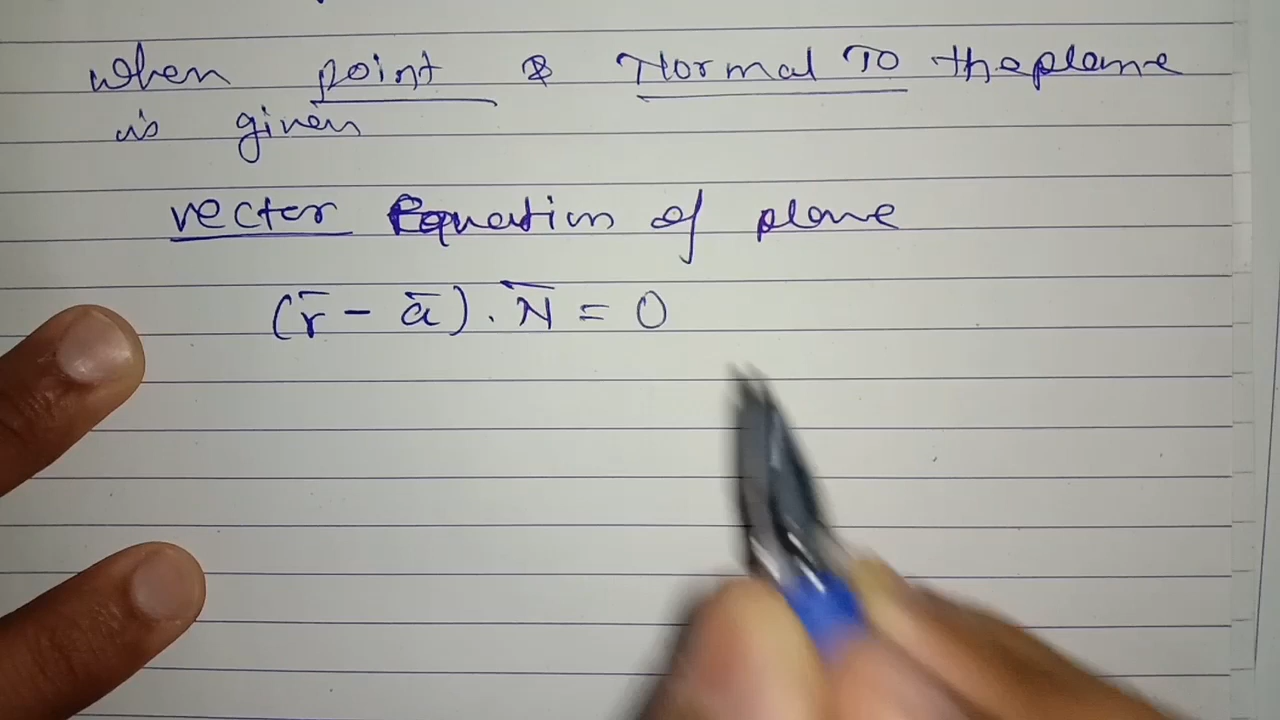 when point & Normal To the plane
is given
vector Equation of plane
(r̄ - ā) . N̄ = 0